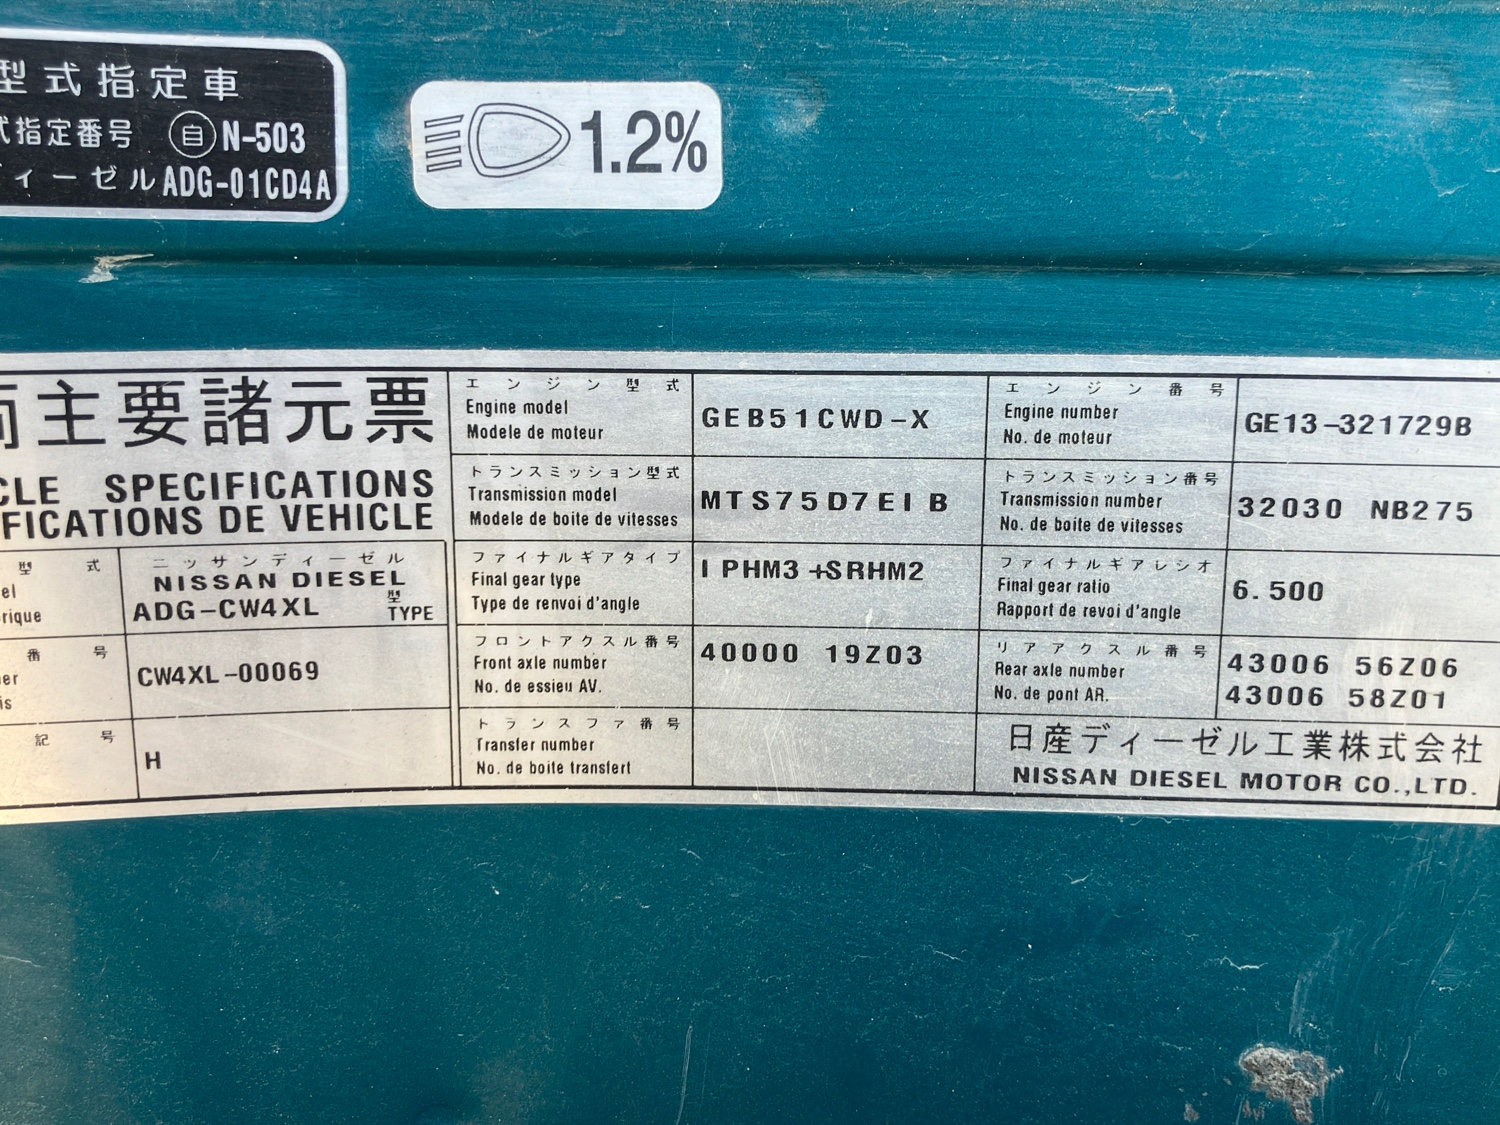 型式指定車
式指定番号 自 N-503
ディーゼル ADG-01CD4A
1.2%
両主要諸元票
CLE SPECIFICATIONS
FICATIONS DE VEHICLE
型式
el
rique
ニッサンディーゼル
NISSAN DIESEL
ADG-CW4XL 型 TYPE
番号
er
is
CW4XL-00069
記号
H
エンジン型式
Engine model
Modele de moteur
GEB51CWD-X
エンジン番号
Engine number
No. de moteur
GE13-321729B
トランスミッション型式
Transmission model
Modele de boite de vitesses
MTS75D7EIB
トランスミッション番号
Transmission number
No. de boite de vitesses
32030 NB275
ファイナルギアタイプ
Final gear type
Type de renvoi d'angle
I PHM3+SRHM2
ファイナルギアレシオ
Final gear ratio
Rapport de revoi d'angle
6.500
フロントアクスル番号
Front axle number
No. de essieu AV.
40000 19Z03
リアアクスル番号
Rear axle number
No. de pont AR.
43006 56Z06
43006 58Z01
トランスファ番号
Transfer number
No. de boite transfert
日産ディーゼル工業株式会社
NISSAN DIESEL MOTOR CO.,LTD.